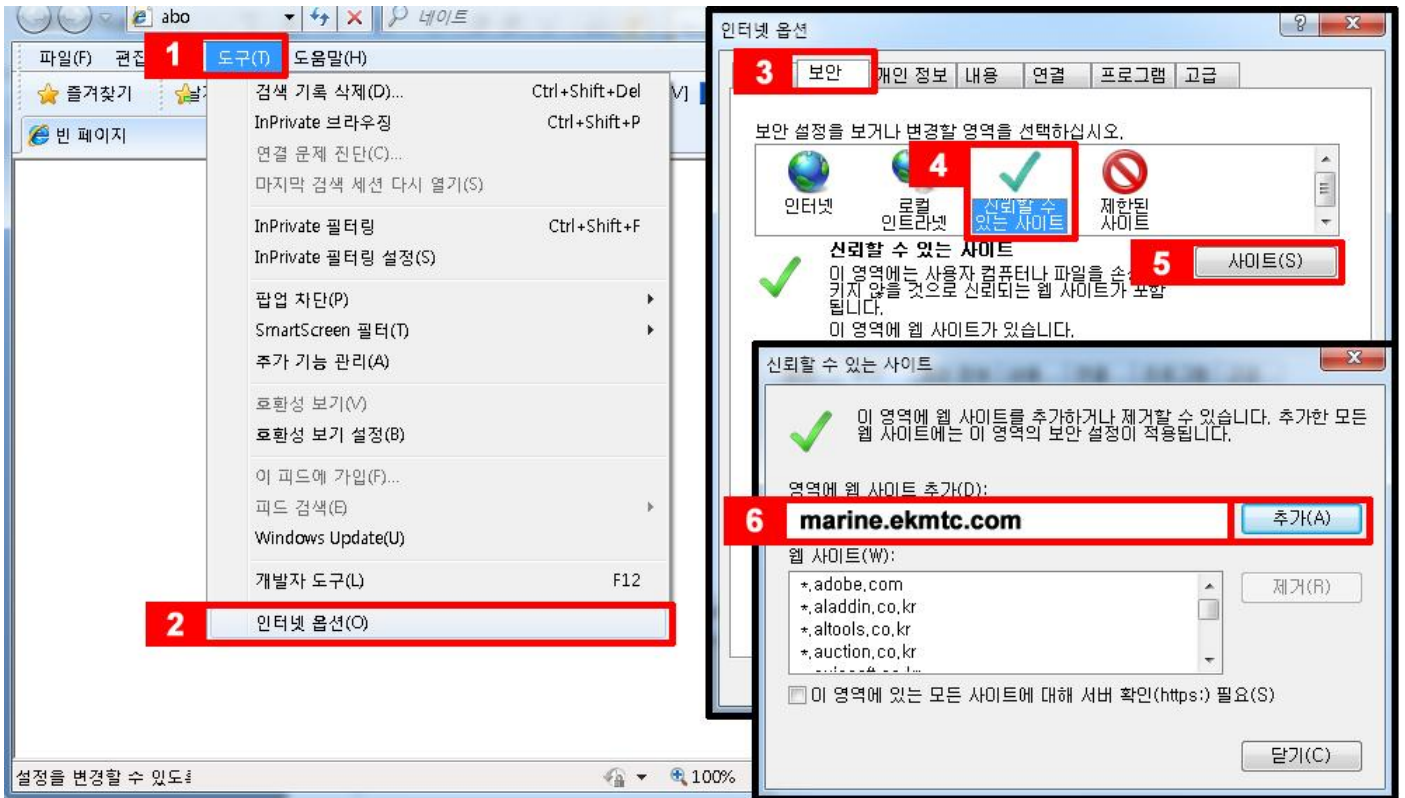 abo
네이트
파일(F) 편집
1
도구(T) 도움말(H)
즐겨찾기
빈 페이지
검색 기록 삭제(D)... Ctrl+Shift+Del
InPrivate 브라우징 Ctrl+Shift+P
연결 문제 진단(C)...
마지막 검색 세션 다시 열기(S)
InPrivate 필터링 Ctrl+Shift+F
InPrivate 필터링 설정(S)
팝업 차단(P)
SmartScreen 필터(T)
추가 기능 관리(A)
호환성 보기(V)
호환성 보기 설정(B)
이 피드에 가입(F)...
피드 검색(E)
Windows Update(U)
개발자 도구(L) F12
2
인터넷 옵션(O)
설정을 변경할 수 있도록
100%
인터넷 옵션
3
보안 개인 정보 내용 연결 프로그램 고급
보안 설정을 보거나 변경할 영역을 선택하십시오.
4
인터넷
로컬
인트라넷
신뢰할 수
있는 사이트
제한된
사이트
신뢰할 수 있는 사이트
이 영역에는 사용자 컴퓨터나 파일을
키지 않을 것으로 신뢰되는 웹 사이트가 포함
됩니다.
이 영역에 웹 사이트가 있습니다.
5
사이트(S)
신뢰할 수 있는 사이트
이 영역에 웹 사이트를 추가하거나 제거할 수 있습니다. 추가한 모든
웹 사이트에는 이 영역의 보안 설정이 적용됩니다.
영역에 웹 사이트 추가(D):
6
marine.ekmtc.com
추가(A)
웹 사이트(W):
*.adobe.com
*.aladdin.co.kr
*.altools.co.kr
*.auction.co.kr
제거(R)
이 영역에 있는 모든 사이트에 대해 서버 확인(https:) 필요(S)
닫기(C)